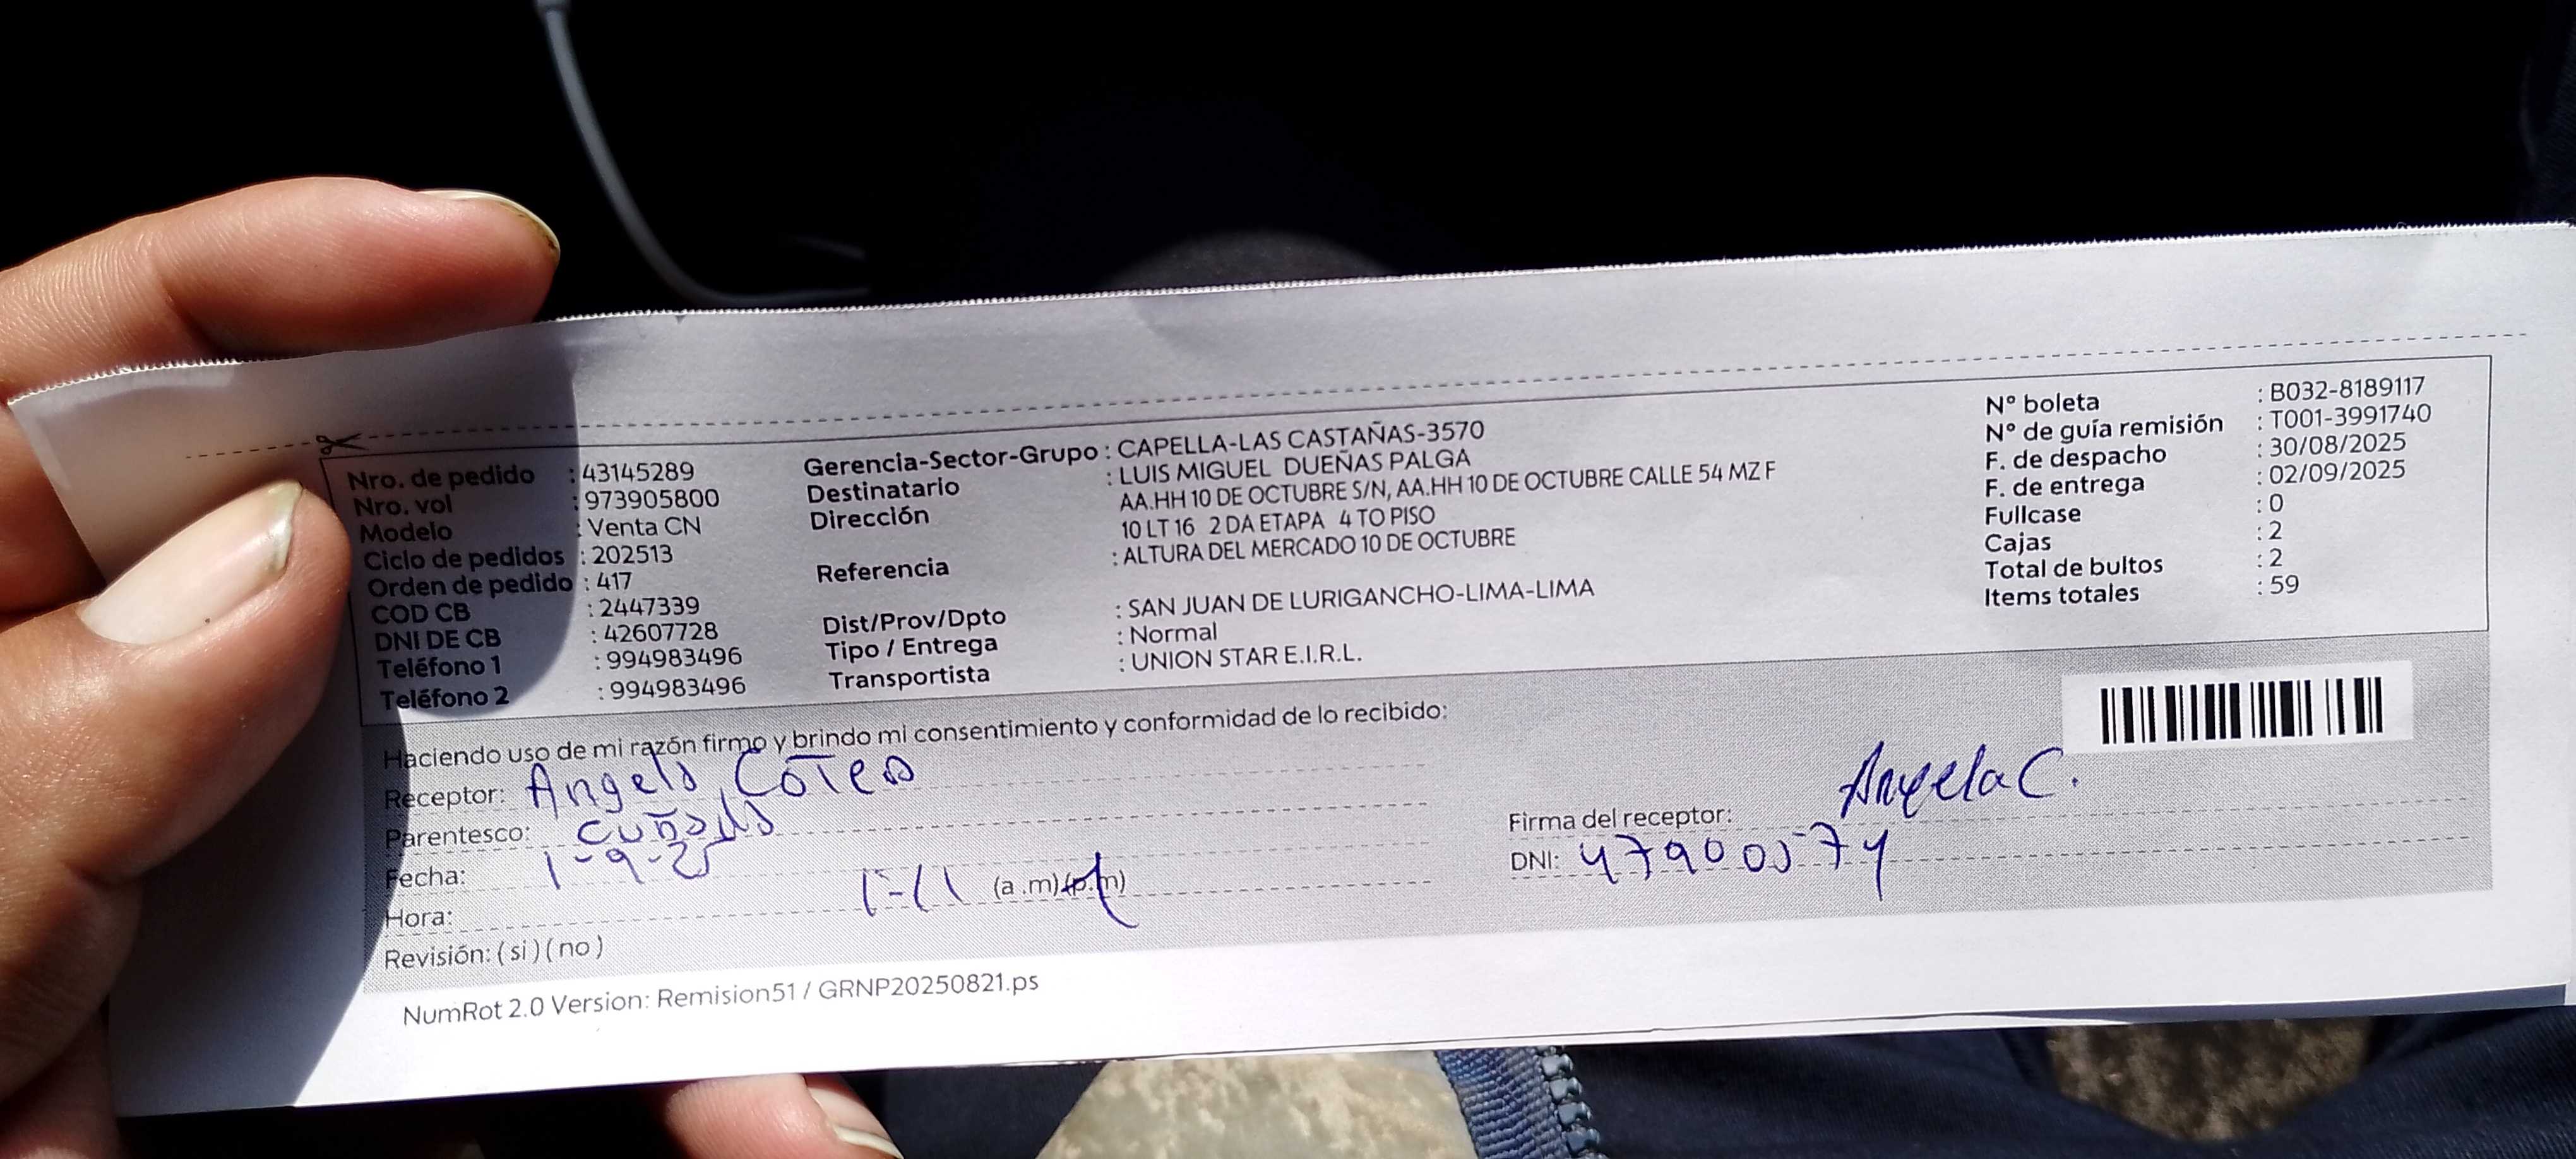 Nro. de pedido : 43145289
Nro. vol : 973905800
Modelo : Venta CN
Ciclo de pedidos : 202513
Orden de pedido : 417
COD CB : 2447339
DNI DE CB : 42607728
Teléfono 1 : 994983496
Teléfono 2 : 994983496
Gerencia-Sector-Grupo : CAPELLA-LAS CASTAÑAS-3570
Destinatario : LUIS MIGUEL DUEÑAS PALGA
Dirección AA.HH 10 DE OCTUBRE S/N, AA.HH 10 DE OCTUBRE CALLE 54 MZ F
10 LT 16 2 DA ETAPA 4 TO PISO
Referencia : ALTURA DEL MERCADO 10 DE OCTUBRE
Dist/Prov/Dpto : SAN JUAN DE LURIGANCHO-LIMA-LIMA
Tipo / Entrega : Normal
Transportista : UNION STAR E.I.R.L.
N° boleta : B032-8189117
N° de guía remisión : T001-3991740
F. de despacho : 30/08/2025
F. de entrega : 02/09/2025
Fullcase : 0
Cajas : 2
Total de bultos : 2
Items totales : 59
Haciendo uso de mi razón firmo y brindo mi consentimiento y conformidad de lo recibido:
Receptor: Angela
Parentesco: cuñada
Fecha: 1-9-25
Hora: (a.m) (p.m)
Revisión: ( si ) ( no )
Firma del receptor: Angela C.
DNI:
NumRot 2.0 Version: Remision51 / GRNP20250821.ps